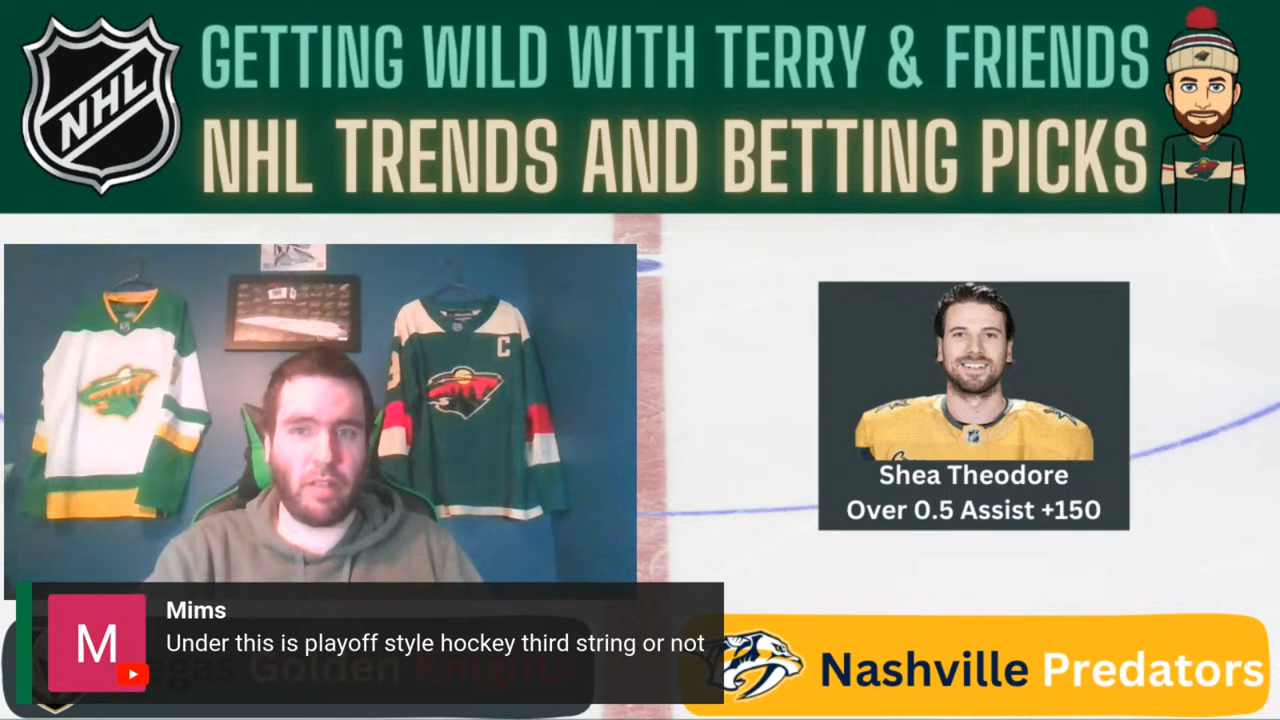 NHL
GETTING WILD WITH TERRY & FRIENDS
NHL TRENDS AND BETTING PICKS
C
Shea Theodore
Over 0.5 Assist +150
Mims
Under this is playoff style hockey third string or not
M
Vegas Golden Knights
Nashville Predators